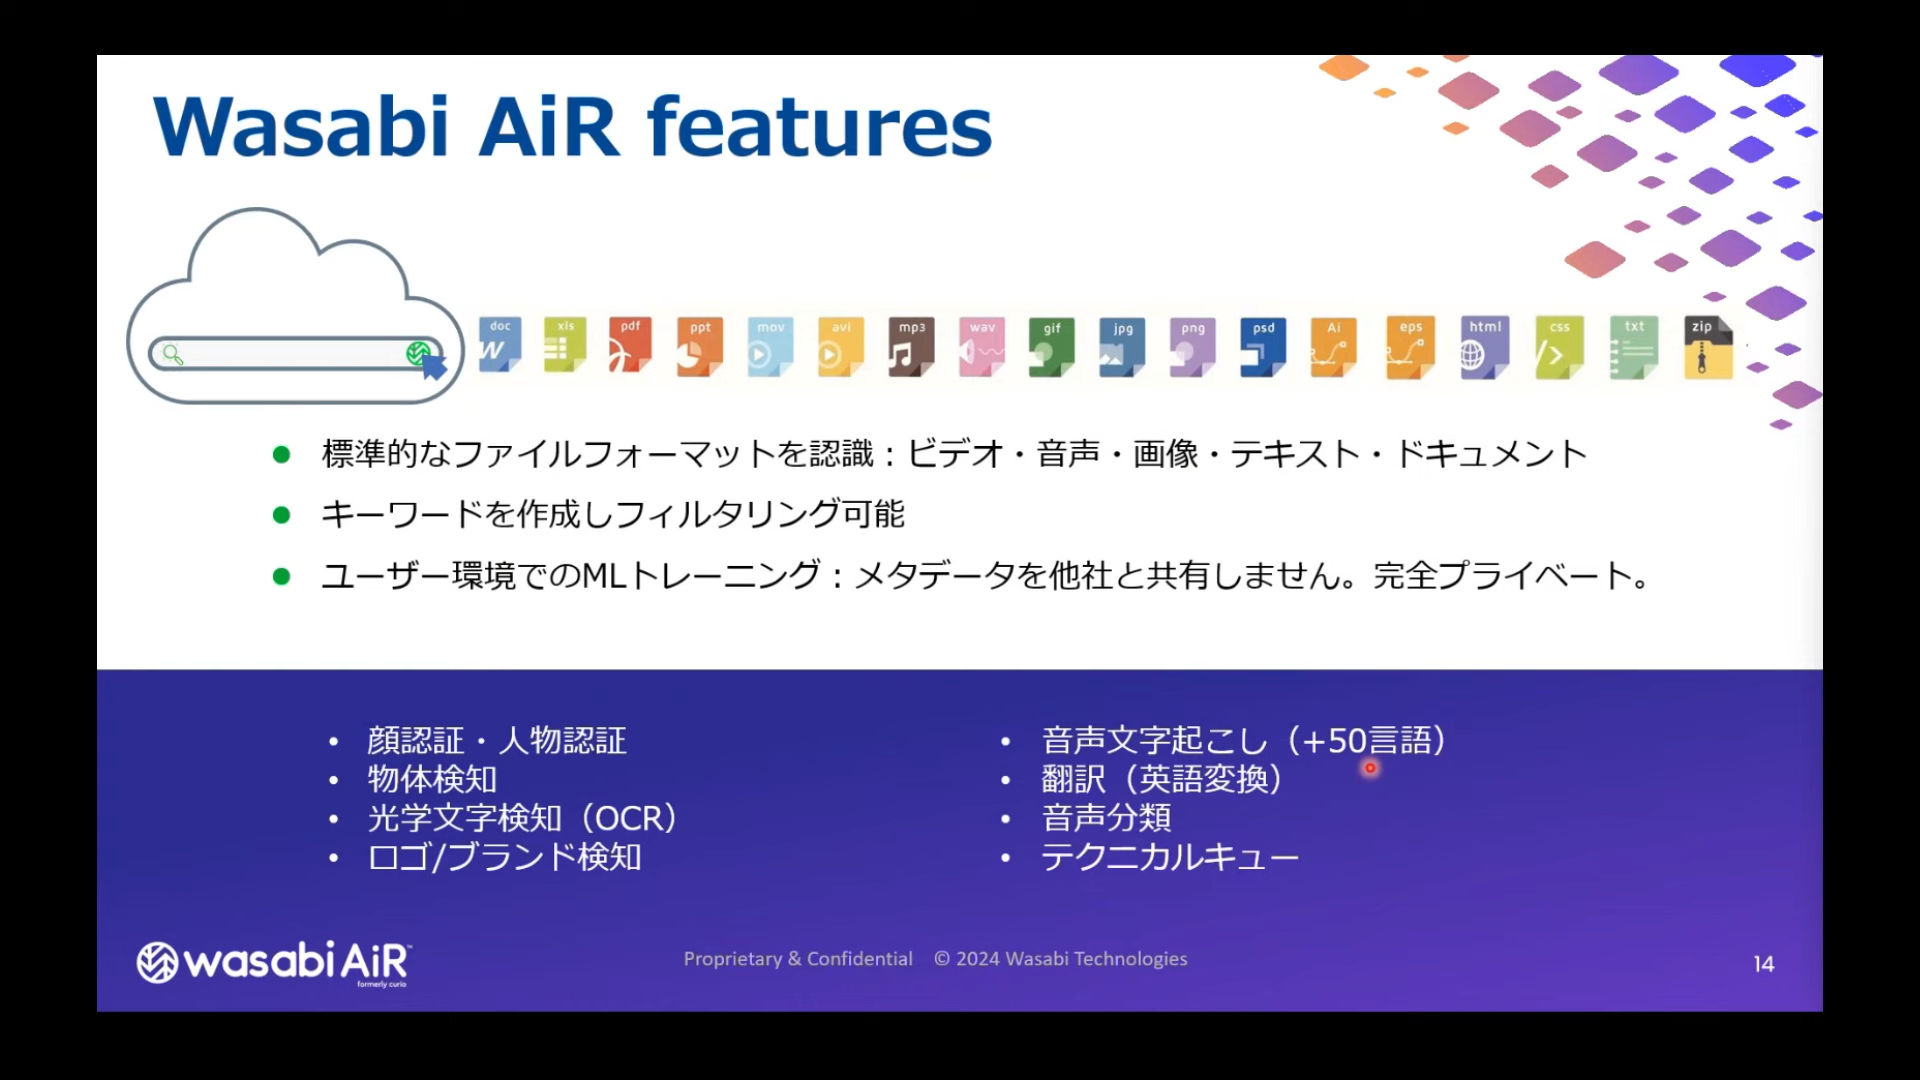 Wasabi AiR features
doc xls pdf ppt mov avi mp3 wav gif jpg png psd Ai eps html css txt zip
標準的なファイルフォーマットを認識：ビデオ・音声・画像・テキスト・ドキュメント
キーワードを作成しフィルタリング可能
ユーザー環境でのMLトレーニング：メタデータを他社と共有しません。完全プライベート。
・顔認証・人物認証
・物体検知
・光学文字検知（OCR）
・ロゴ/ブランド検知
・音声文字起こし（+50言語）
・翻訳（英語変換）
・音声分類
・テクニカルキュー
wasabi AiR™
formerly curio
Proprietary & Confidential © 2024 Wasabi Technologies
14